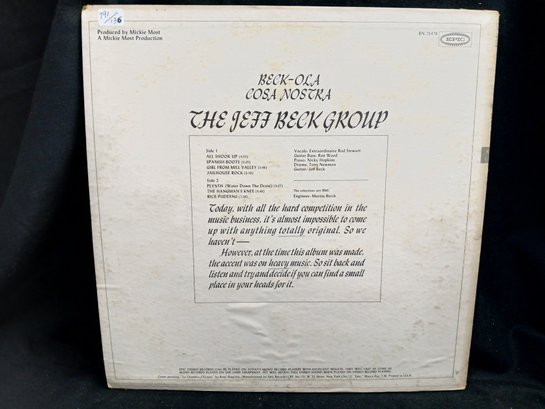 Produced by Mickie Most
A Mickie Most Production
EPIC
BECK-OLA
COSA NOSTRA
THE JEFF BECK GROUP
Side 1
ALL SHOOK UP
SPANISH BOOTS
GIRL FROM MILL VALLEY
JAILHOUSE ROCK
Side 2
PLYNTH (Water Down The Drain)
THE HANGMAN'S KNEE
RICE PUDDING
Vocals: Extraordinaire Rod Stewart
Guitar Bass: Ron Wood
Piano: Nicky Hopkins
Drums: Tony Newman
Guitar: Jeff Beck
The selections are BMI
Engineer: Martin Birch
Today, with all the hard competition in the
music business, it's almost impossible to come
up with anything totally original. So we
haven't—
However, at the time this album was made,
the accent was on heavy music. So sit back and
listen and try and decide if you can find a small
place in your heads for it.